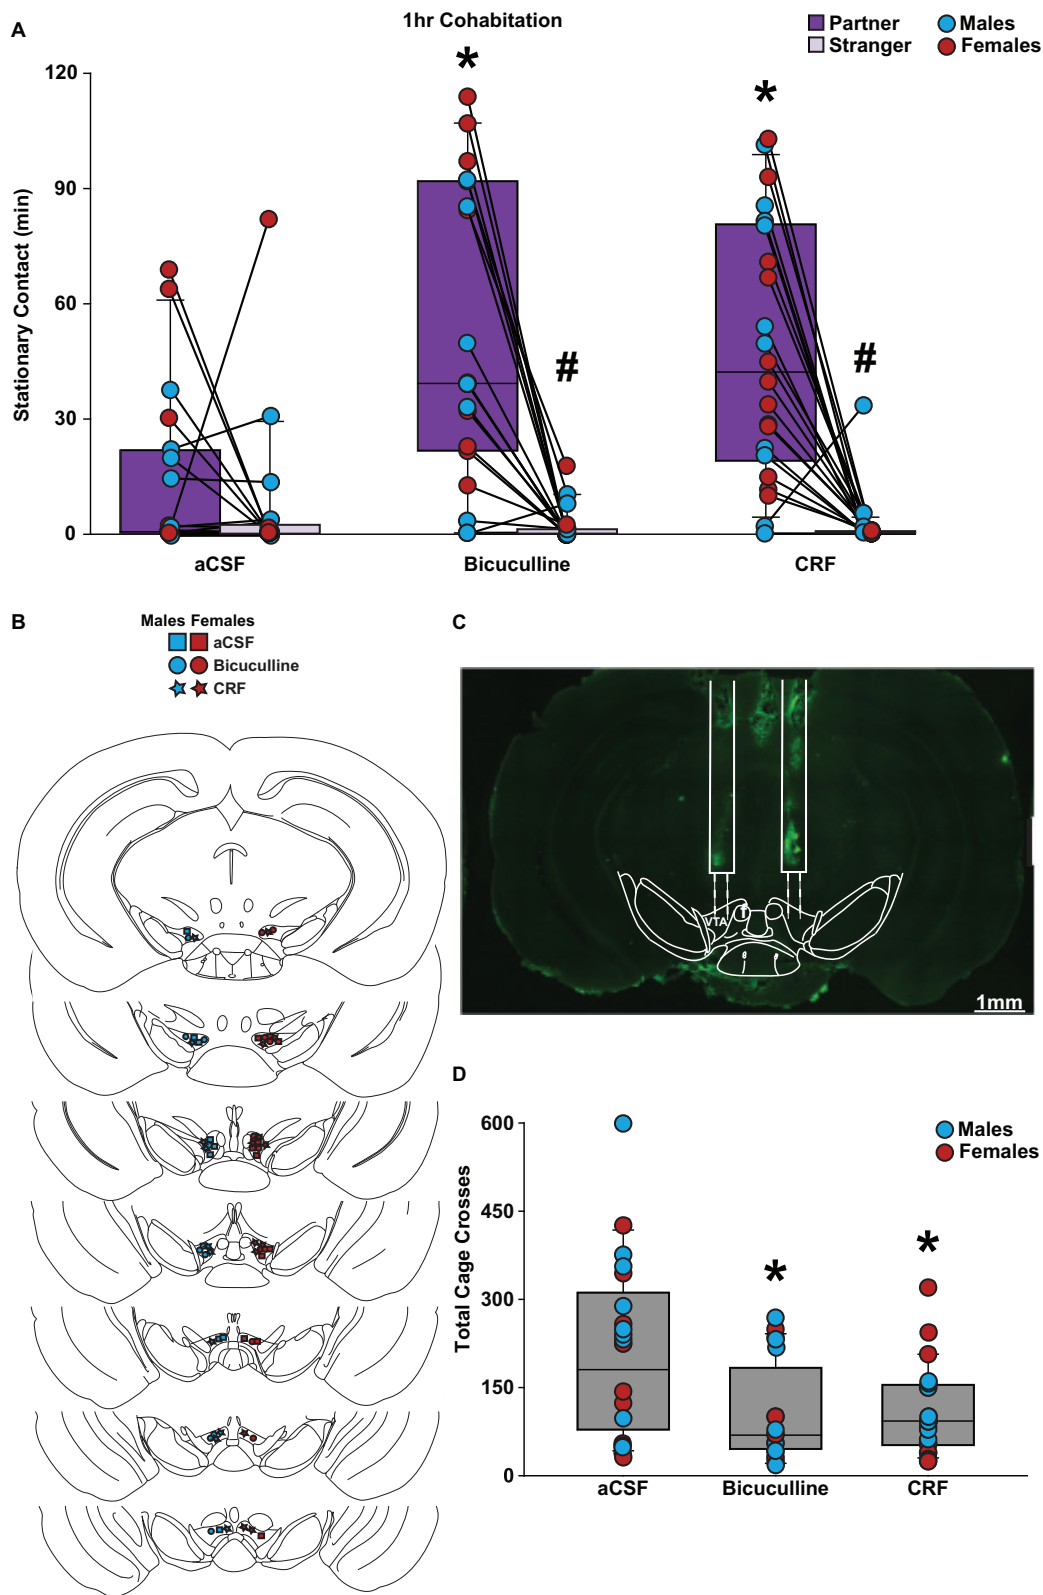 A
1hr Cohabitation
Partner Males
Stranger Females
Stationary Contact (min)
120
90
60
30
0
*
#
*
#
aCSF Bicuculline CRF
B
Males Females
aCSF
Bicuculline
CRF
C
VTA
1mm
D
Total Cage Crosses
600
450
300
150
0
Males
Females
*
*
aCSF Bicuculline CRF